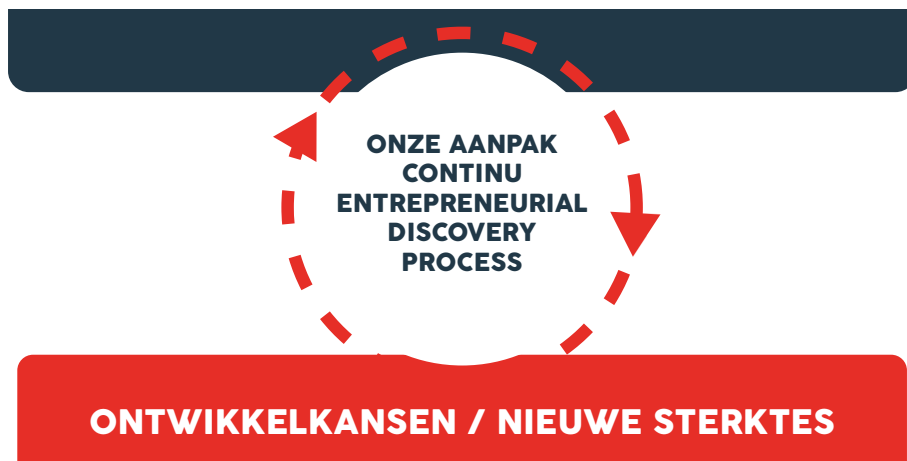 ONZE AANPAK
CONTINU
ENTREPRENEURIAL
DISCOVERY
PROCESS
ONTWIKKELKANSEN / NIEUWE STERKTES